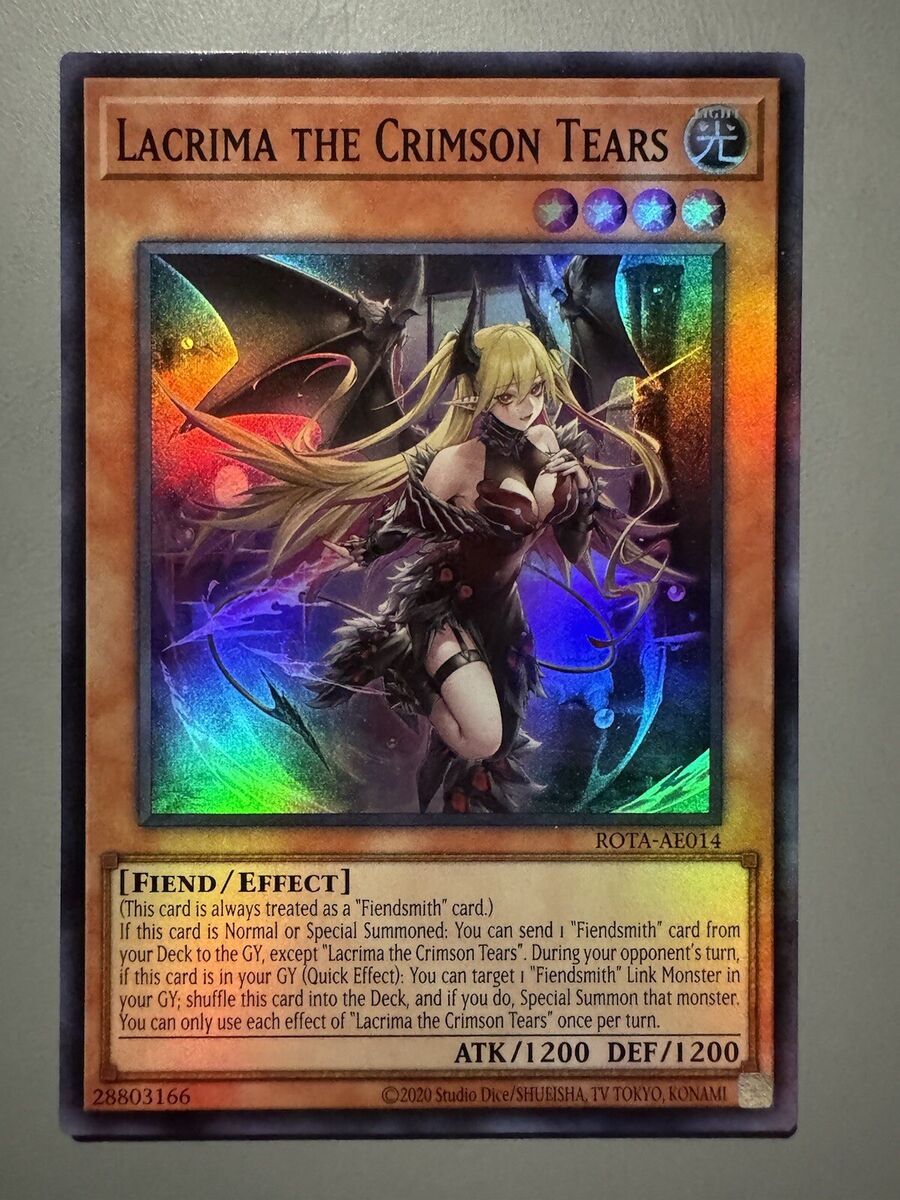 LACRIMA THE CRIMSON TEARS
LIGHT
光
ROTA-AE014
[FIEND/EFFECT]
(This card is always treated as a "Fiendsmith" card.)
If this card is Normal or Special Summoned: You can send 1 "Fiendsmith" card from
your Deck to the GY, except "Lacrima the Crimson Tears". During your opponent's turn,
if this card is in your GY (Quick Effect): You can target 1 "Fiendsmith" Link Monster in
your GY; shuffle this card into the Deck, and if you do, Special Summon that monster.
You can only use each effect of "Lacrima the Crimson Tears" once per turn.
ATK/1200 DEF/1200
28803166
©2020 Studio Dice/SHUEISHA, TV TOKYO, KONAMI